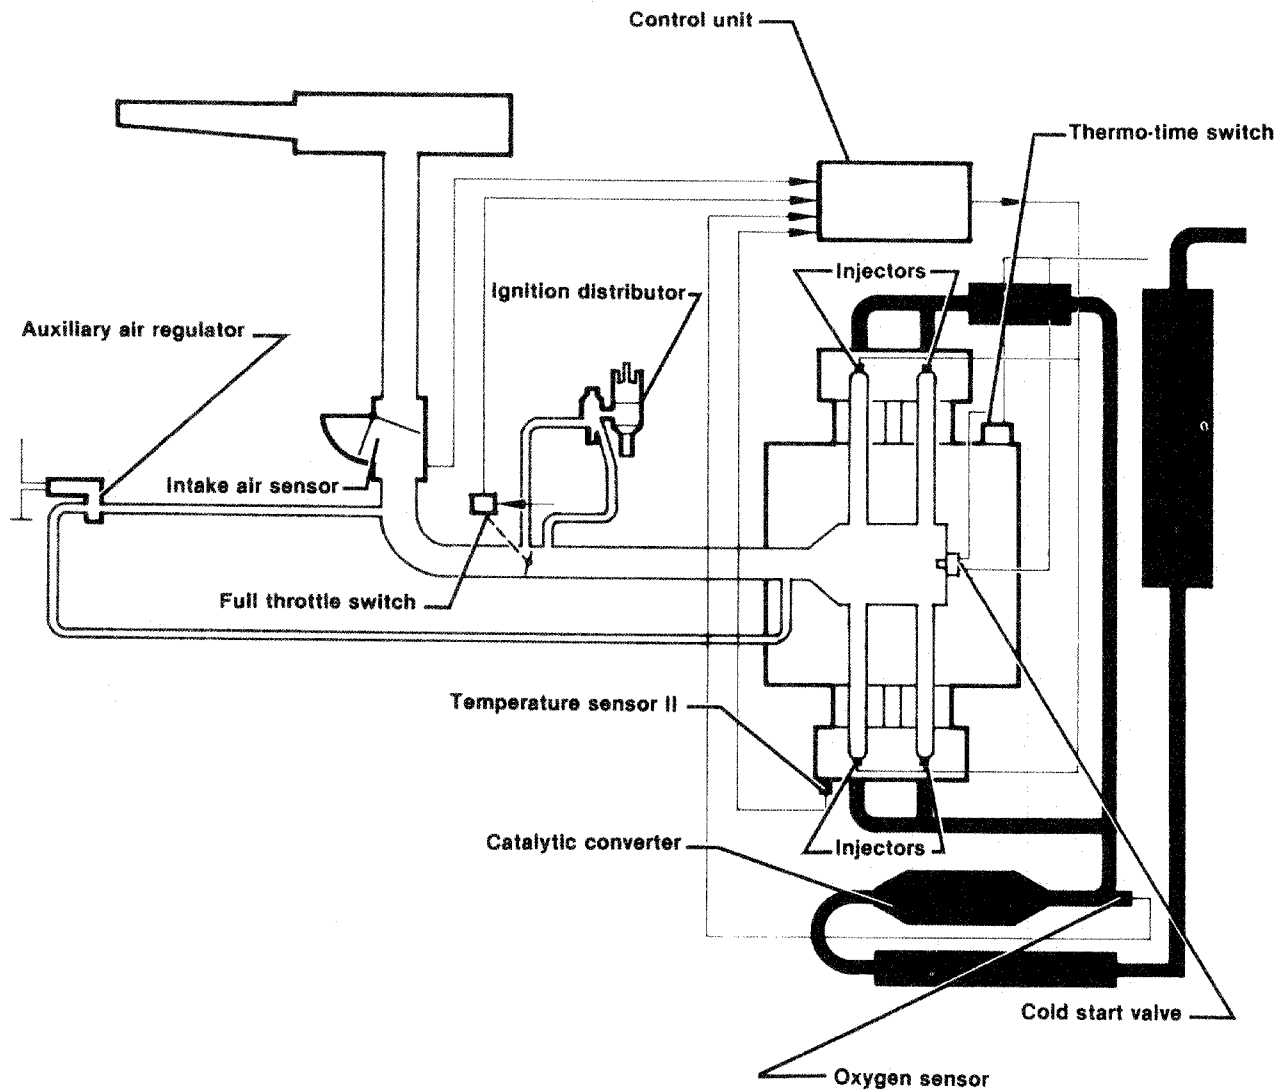 Control unit
Thermo-time switch
Injectors
Ignition distributor
Auxiliary air regulator
Intake air sensor
Full throttle switch
Temperature sensor II
Catalytic converter
Injectors
Cold start valve
Oxygen sensor